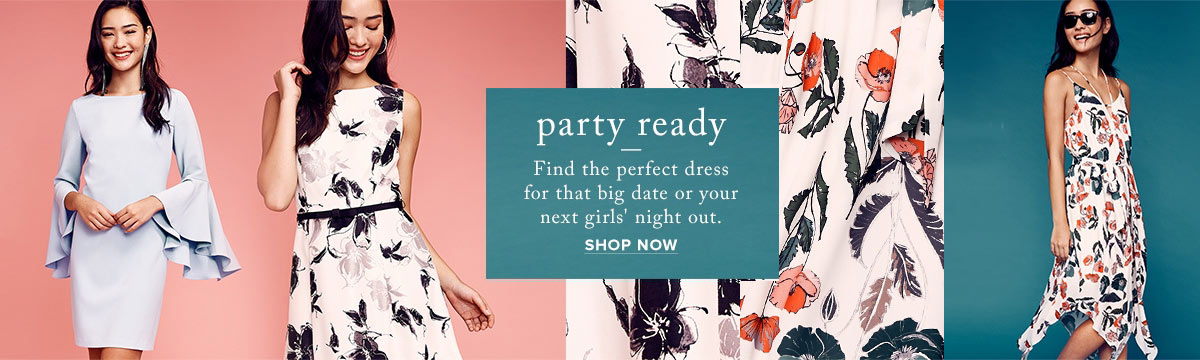 party_ready
Find the perfect dress
for that big date or your
next girls' night out.
SHOP NOW